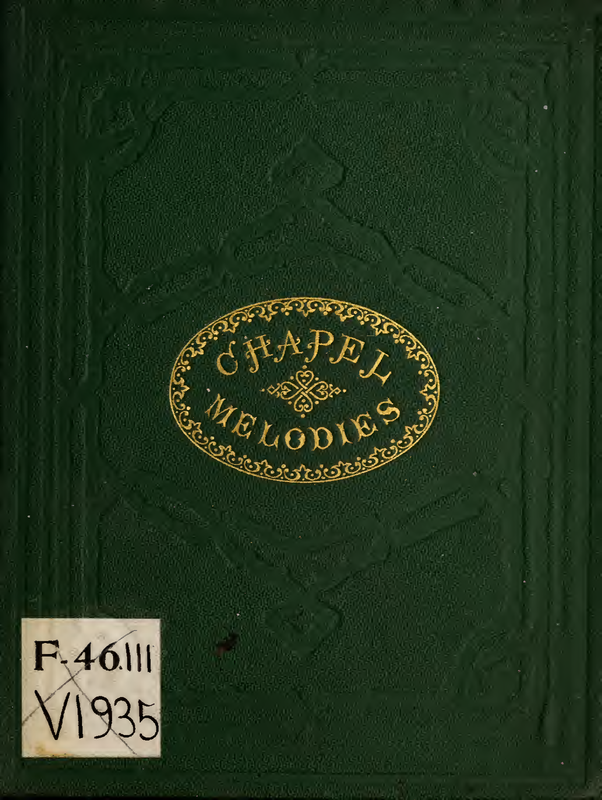 CHAPEL
MELODIES
F-46.111
V1935